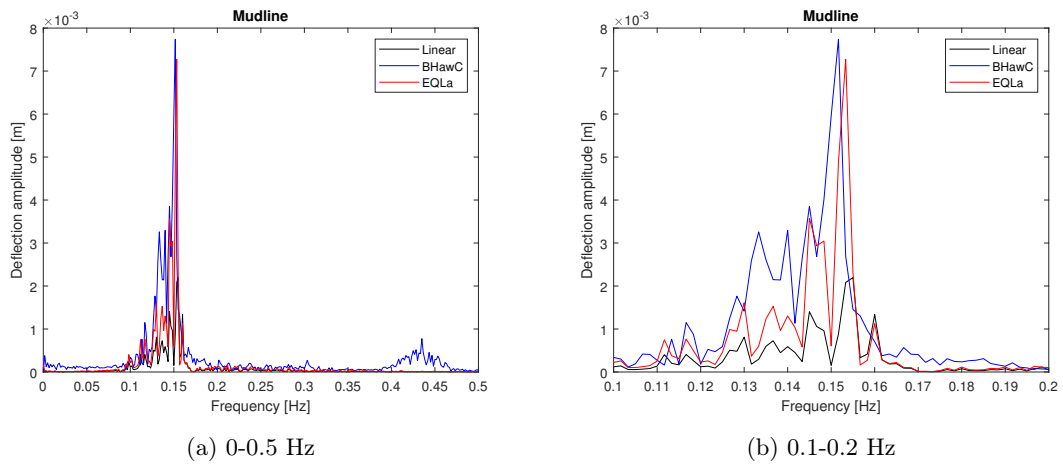 Mudline
×10⁻³
8
7
6
5
4
3
2
1
0
Deflection amplitude [m]
Linear
BHawC
EQLa
0 0.05 0.1 0.15 0.2 0.25 0.3 0.35 0.4 0.45 0.5
Frequency [Hz]
(a) 0-0.5 Hz
Mudline
×10⁻³
8
7
6
5
4
3
2
1
0
Deflection amplitude [m]
Linear
BHawC
EQLa
0.1 0.11 0.12 0.13 0.14 0.15 0.16 0.17 0.18 0.19 0.2
Frequency [Hz]
(b) 0.1-0.2 Hz